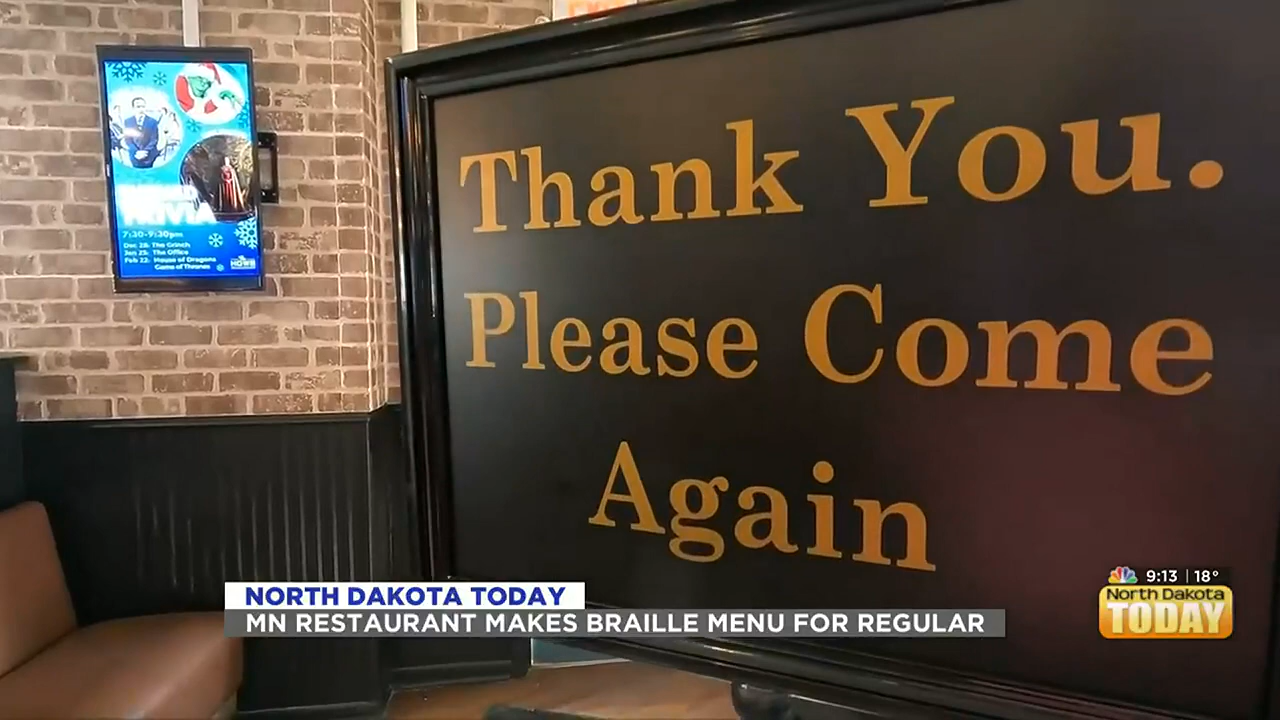 TRIVIA
7:30-9:30pm
Dec 28: The Grinch
Jan 25: The Office
Feb 22: House of Dragons
Game of Thrones
Thank You.
Please Come
Again
NORTH DAKOTA TODAY
MN RESTAURANT MAKES BRAILLE MENU FOR REGULAR
9:13 | 18°
North Dakota
TODAY